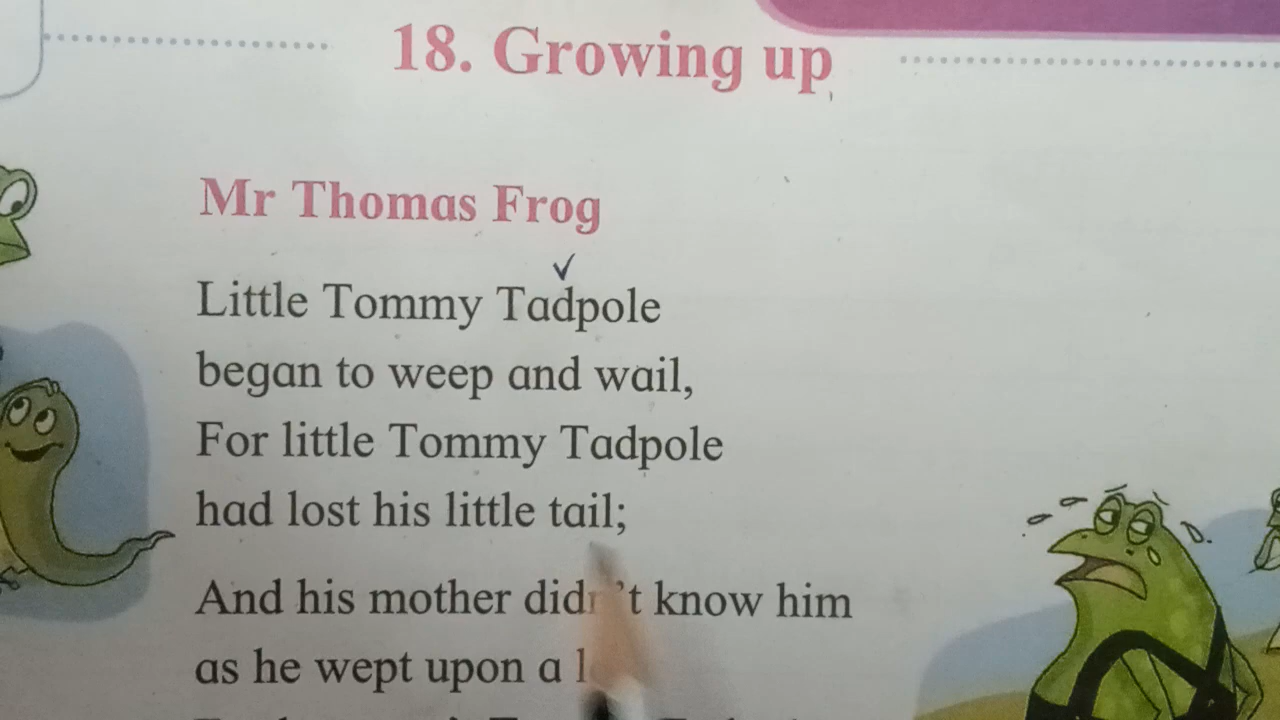 18. Growing up
Mr Thomas Frog
Little Tommy Tadpole
began to weep and wail,
For little Tommy Tadpole
had lost his little tail;
And his mother didn't know him
as he wept upon a